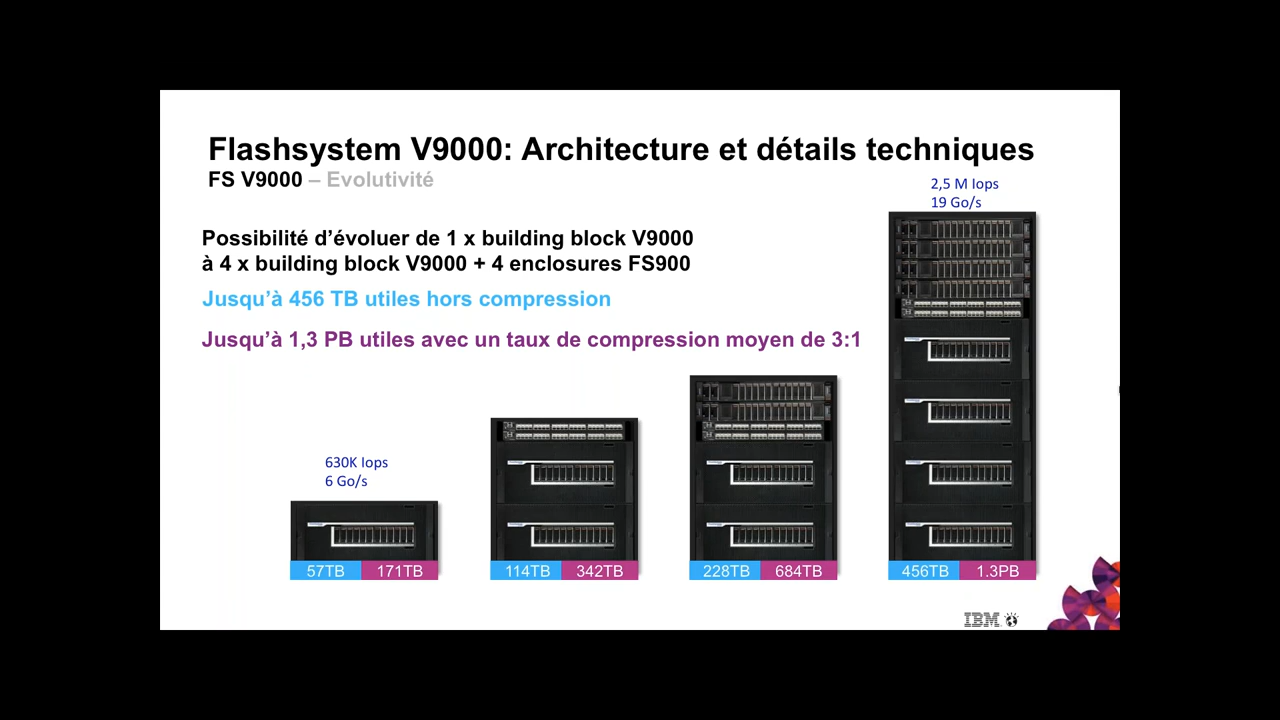 Flashsystem V9000: Architecture et détails techniques
FS V9000 – Evolutivité
2,5 M Iops
19 Go/s
Possibilité d’évoluer de 1 x building block V9000
à 4 x building block V9000 + 4 enclosures FS900
Jusqu’à 456 TB utiles hors compression
Jusqu’à 1,3 PB utiles avec un taux de compression moyen de 3:1
630K Iops
6 Go/s
57TB 171TB
114TB 342TB
228TB 684TB
456TB 1.3PB
IBM